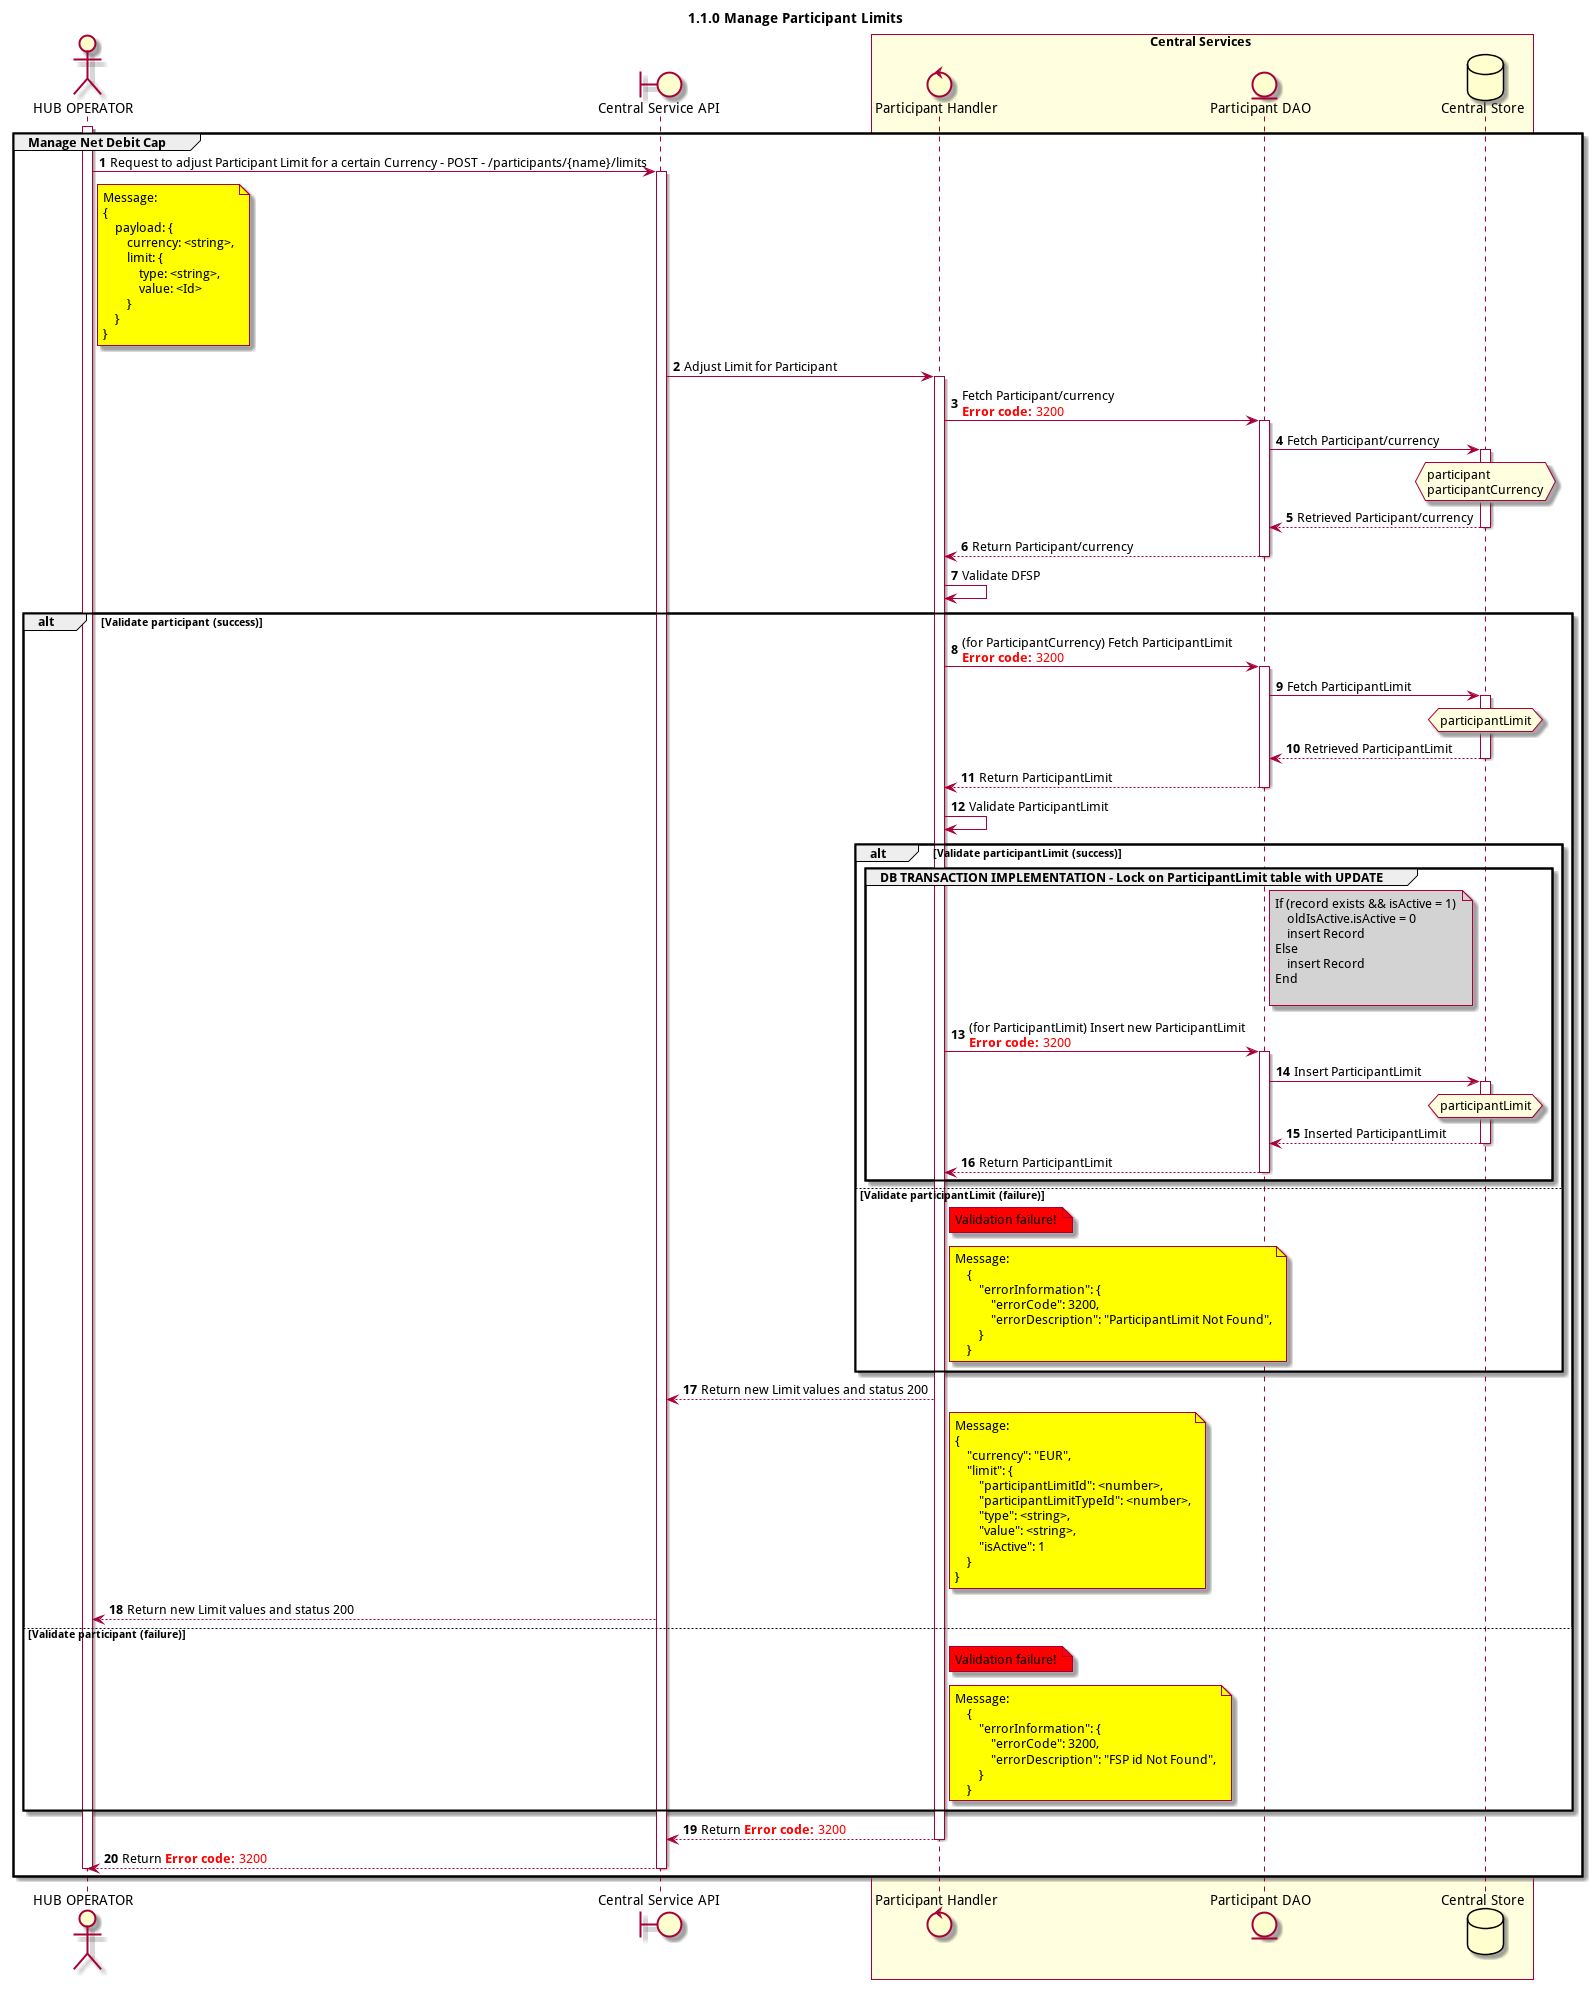 1.1.0 Manage Participant Limits
Central Services
HUB OPERATOR
Central Service API
Participant Handler
Participant DAO
Central Store
Manage Net Debit Cap
1 Request to adjust Participant Limit for a certain Currency - POST - /participants/{name}/limits
Message:
{
payload: {
currency: <string>,
limit: {
type: <string>,
value: <Id>
}
}
}
2 Adjust Limit for Participant
3 Fetch Participant/currency
Error code: 3200
4 Fetch Participant/currency
participant
participantCurrency
5 Retrieved Participant/currency
6 Return Participant/currency
7 Validate DFSP
alt [Validate participant (success)]
8 (for ParticipantCurrency) Fetch ParticipantLimit
Error code: 3200
9 Fetch ParticipantLimit
participantLimit
10 Retrieved ParticipantLimit
11 Return ParticipantLimit
12 Validate ParticipantLimit
alt [Validate participantLimit (success)]
DB TRANSACTION IMPLEMENTATION - Lock on ParticipantLimit table with UPDATE
If (record exists && isActive = 1)
oldIsActive.isActive = 0
insert Record
Else
insert Record
End
13 (for ParticipantLimit) Insert new ParticipantLimit
Error code: 3200
14 Insert ParticipantLimit
participantLimit
15 Inserted ParticipantLimit
16 Return ParticipantLimit
[Validate participantLimit (failure)]
Validation failure!
Message:
{
"errorInformation": {
"errorCode": 3200,
"errorDescription": "ParticipantLimit Not Found",
}
}
17 Return new Limit values and status 200
Message:
{
"currency": "EUR",
"limit": {
"participantLimitId": <number>,
"participantLimitTypeId": <number>,
"type": <string>,
"value": <string>,
"isActive": 1
}
}
18 Return new Limit values and status 200
[Validate participant (failure)]
Validation failure!
Message:
{
"errorInformation": {
"errorCode": 3200,
"errorDescription": "FSP id Not Found",
}
}
19 Return Error code: 3200
20 Return Error code: 3200
HUB OPERATOR
Central Service API
Participant Handler
Participant DAO
Central Store